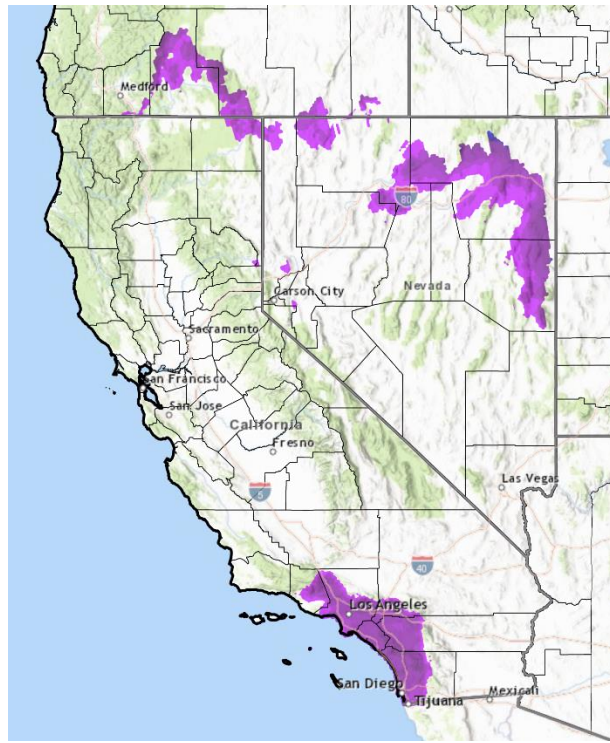 Medford
80
Carson City
Nevada
Sacramento
San Francisco
San Jose
California
Fresno
5
Las Vegas
40
Los Angeles
San Diego
Tijuana
Mexicali